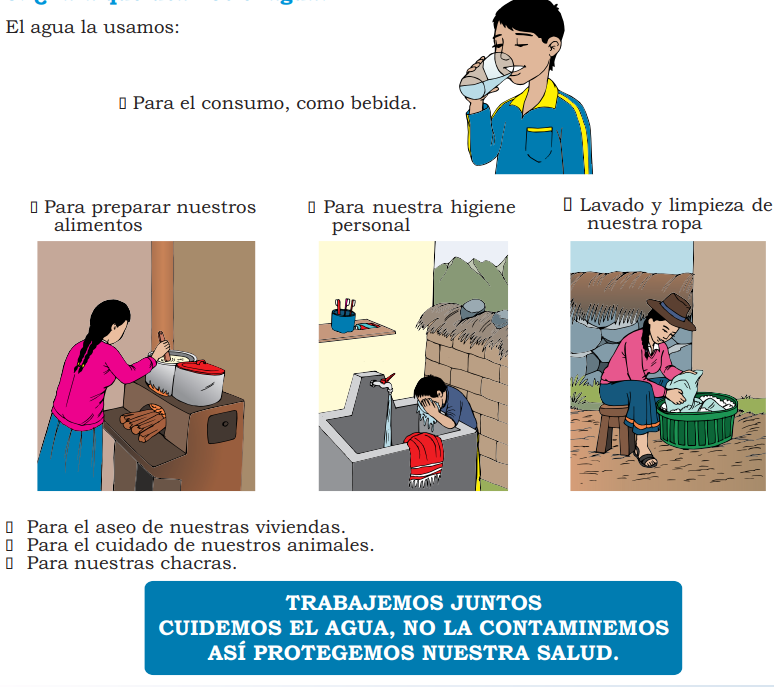 El agua la usamos:
Para el consumo, como bebida.
Para preparar nuestros
alimentos
Para nuestra higiene
personal
Lavado y limpieza de
nuestra ropa
Para el aseo de nuestras viviendas.
Para el cuidado de nuestros animales.
Para nuestras chacras.
TRABAJEMOS JUNTOS
CUIDEMOS EL AGUA, NO LA CONTAMINEMOS
ASÍ PROTEGEMOS NUESTRA SALUD.